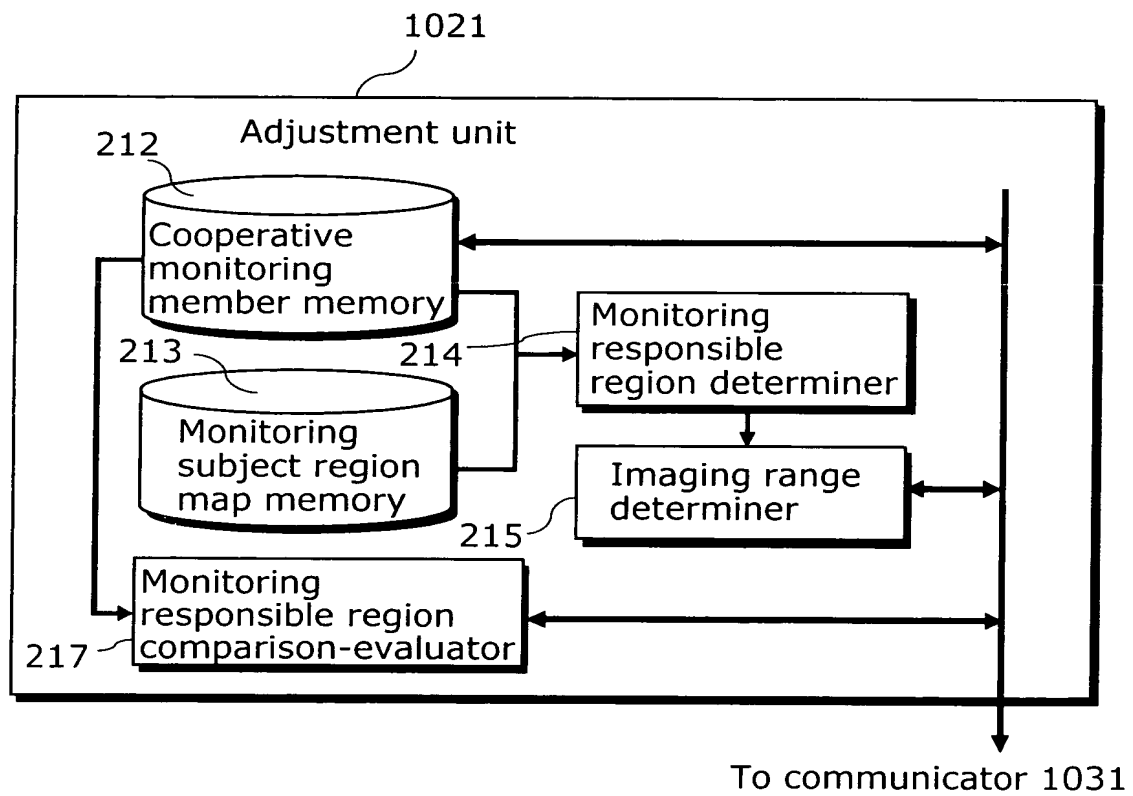 1021
Adjustment unit
212
Cooperative
monitoring
member memory
213
Monitoring
subject region
map memory
214
Monitoring
responsible
region determiner
Imaging range
determiner
215
Monitoring
responsible region
comparison-evaluator
217
To communicator 1031